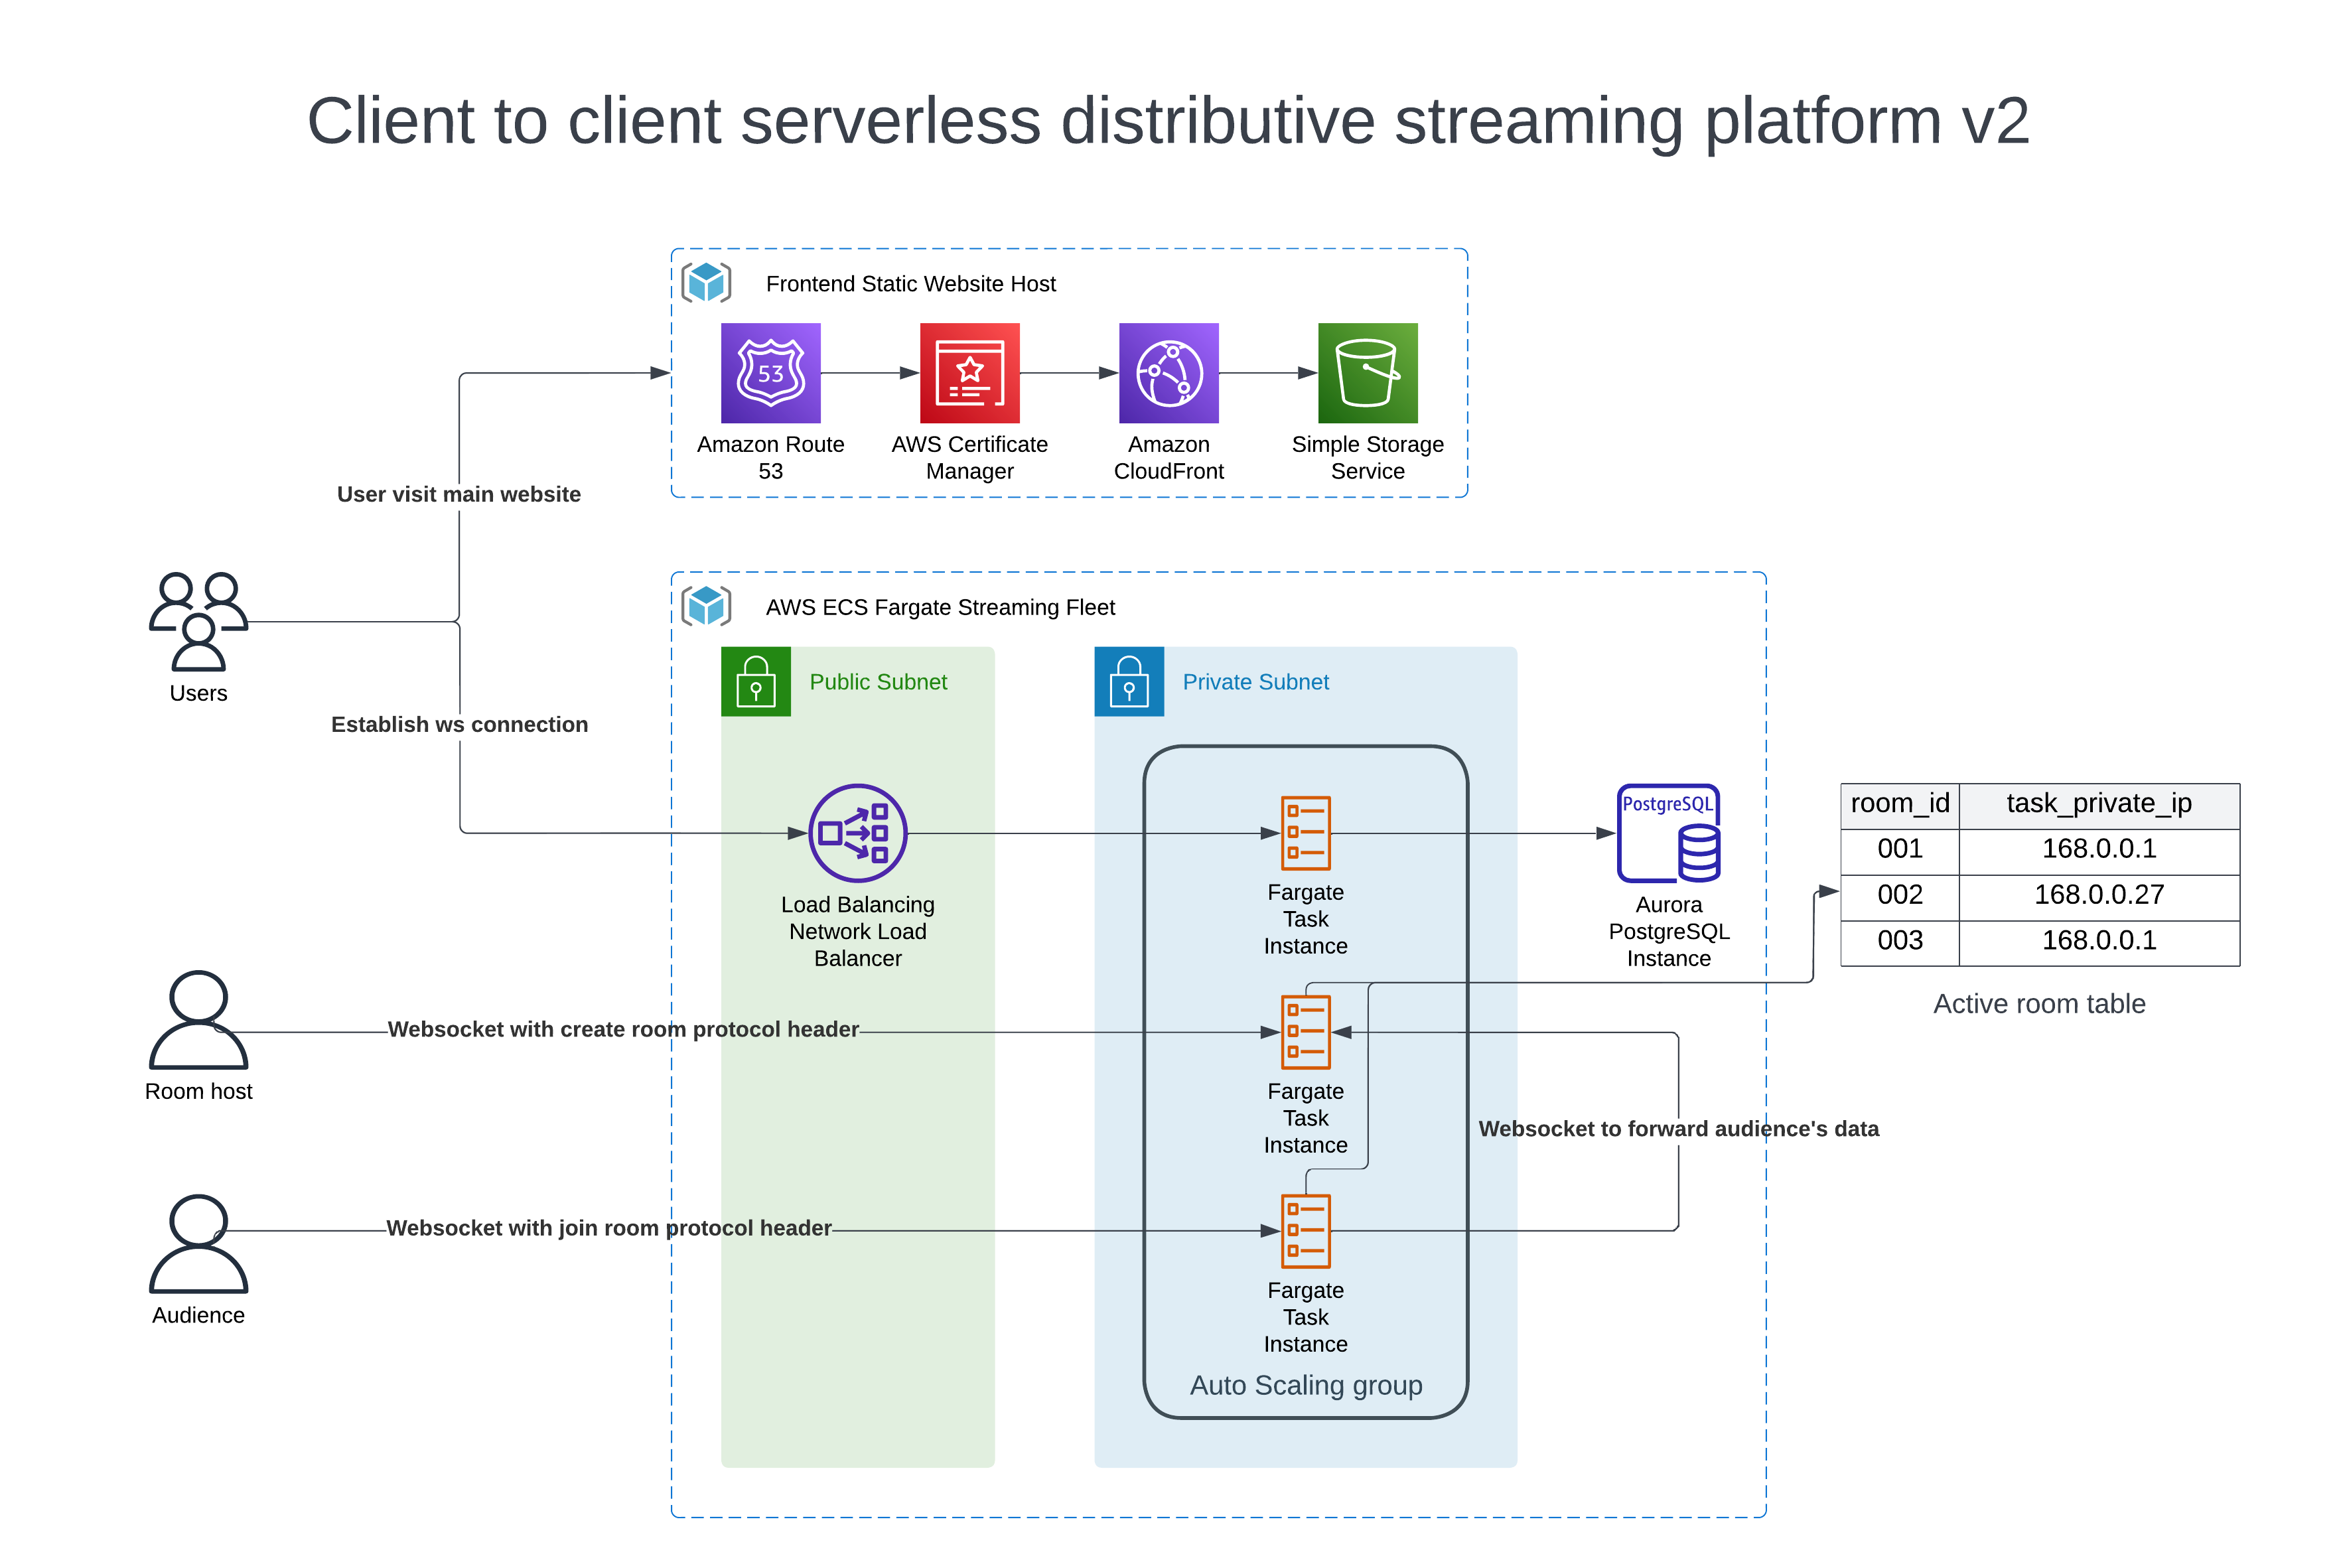 Client to client serverless distributive streaming platform v2
Frontend Static Website Host
53
Amazon Route
53
AWS Certificate
Manager
Amazon
CloudFront
Simple Storage
Service
User visit main website
Users
Establish ws connection
AWS ECS Fargate Streaming Fleet
Public Subnet
Private Subnet
Load Balancing
Network Load
Balancer
Fargate
Task
Instance
PostgreSQL
Aurora
PostgreSQL
Instance
room_id task_private_ip
001 168.0.0.1
002 168.0.0.27
003 168.0.0.1
Active room table
Room host
Websocket with create room protocol header
Fargate
Task
Instance
Websocket to forward audience's data
Audience
Websocket with join room protocol header
Fargate
Task
Instance
Auto Scaling group